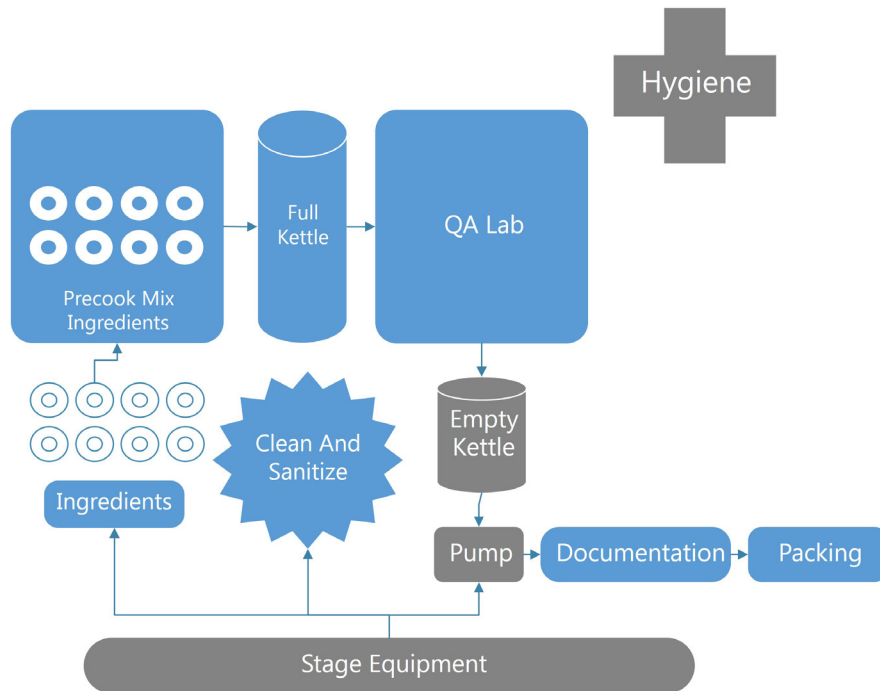 Hygiene
Precook Mix
Ingredients
Full
Kettle
QA Lab
Clean And
Sanitize
Empty
Kettle
Ingredients
Pump
Documentation
Packing
Stage Equipment